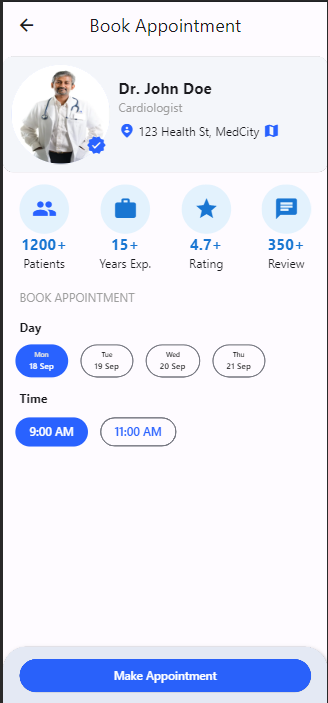 Book Appointment
Dr. John Doe
Cardiologist
123 Health St, MedCity
1200+ 15+ 4.7+ 350+
Patients Years Exp. Rating Review
BOOK APPOINTMENT
Day
Mon Tue Wed Thu
18 Sep 19 Sep 20 Sep 21 Sep
Time
9:00 AM 11:00 AM
Make Appointment